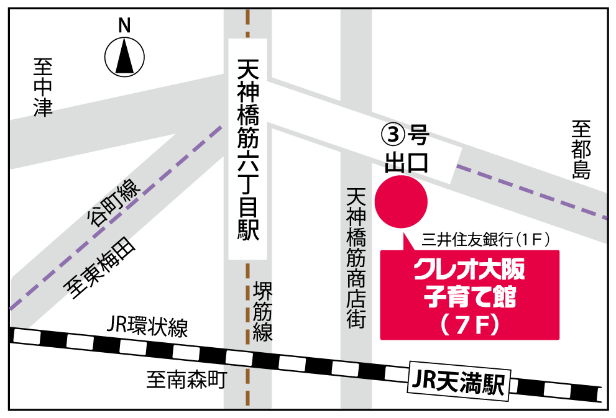 N
至中津
天神橋筋六丁目駅
③号
出口
至都島
谷町線
至東梅田
天神橋筋商店街
三井住友銀行(1F)
クレオ大阪
子育て館
(7F)
堺筋線
JR環状線
至南森町
JR天満駅